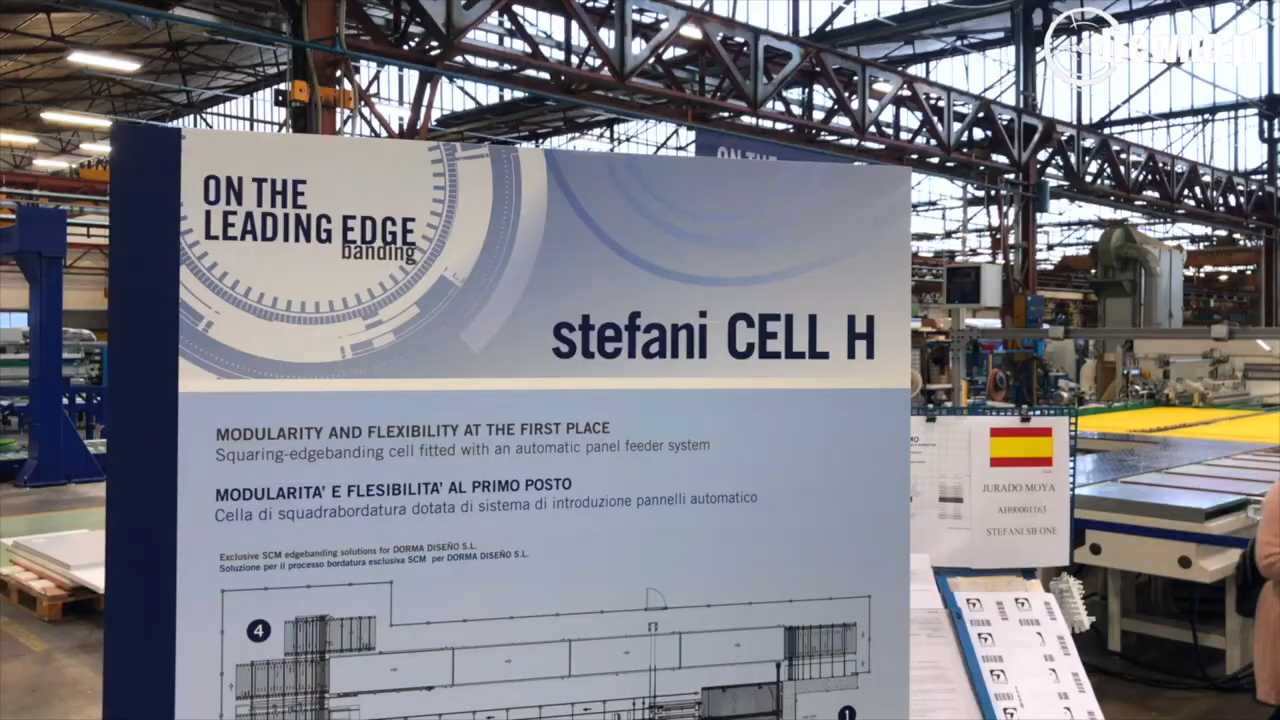 ON THE
LEADING EDGE
banding
stefani CELL H
MODULARITY AND FLEXIBILITY AT THE FIRST PLACE
Squaring-edgebanding cell fitted with an automatic panel feeder system
MODULARITA' E FLESIBILITA' AL PRIMO POSTO
Cella di squadrabordatura dotata di sistema di introduzione pannelli automatico
Exclusive SCM edgebanding solutions for DORMA DISEÑO S.L.
Soluzione per il processo bordatura esclusiva SCM per DORMA DISEÑO S.L.
4
1
ON THE
JURADO MOYA
AH00001163
STEFANI SB ONE